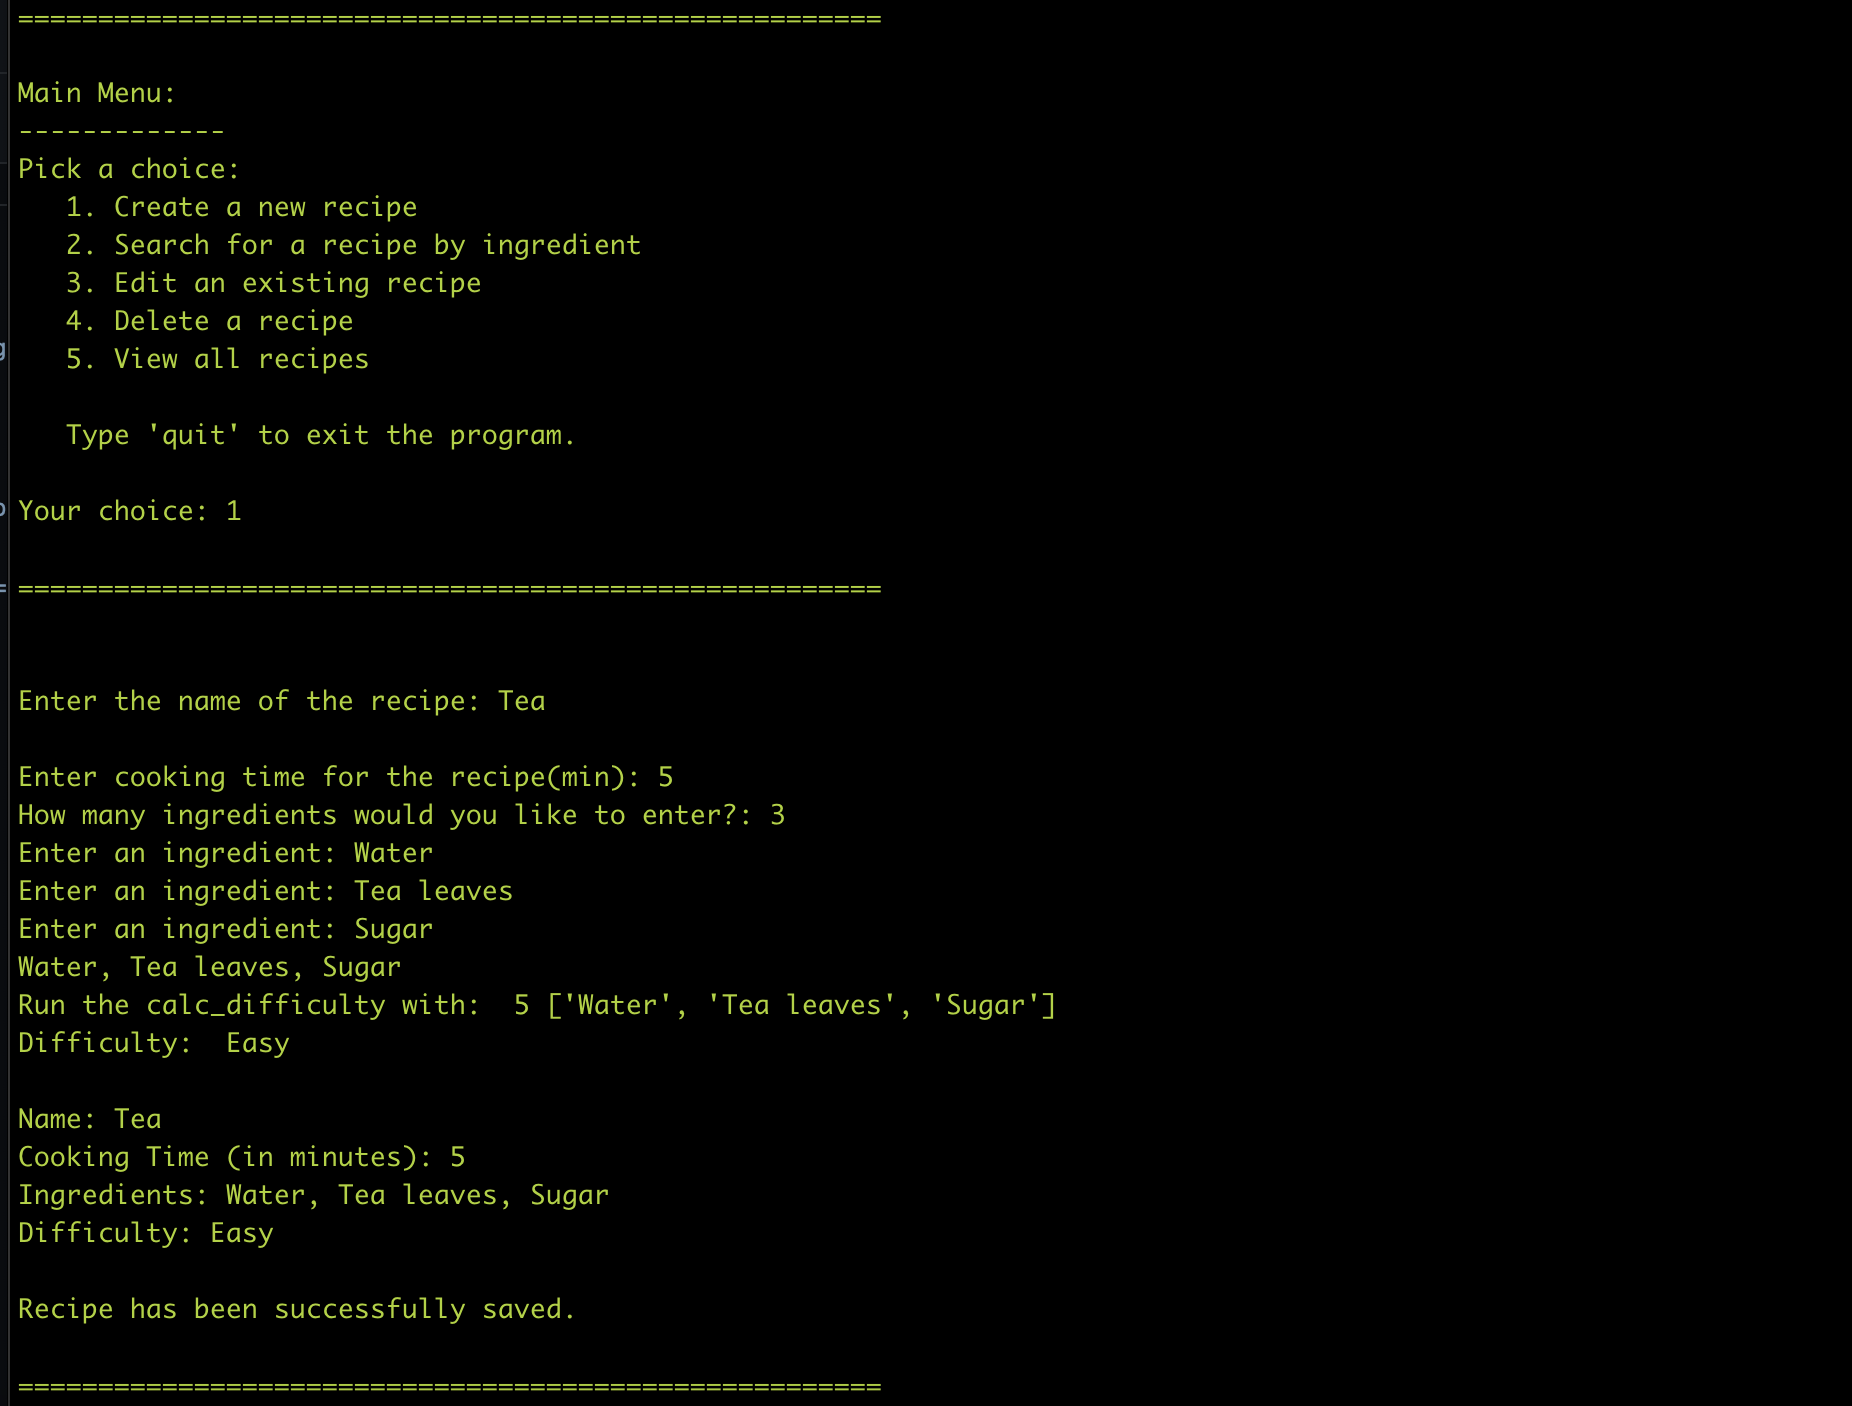 ======================================================
Main Menu:
-------------
Pick a choice:
   1. Create a new recipe
   2. Search for a recipe by ingredient
   3. Edit an existing recipe
   4. Delete a recipe
   5. View all recipes
   Type 'quit' to exit the program.
Your choice: 1
======================================================
Enter the name of the recipe: Tea
Enter cooking time for the recipe(min): 5
How many ingredients would you like to enter?: 3
Enter an ingredient: Water
Enter an ingredient: Tea leaves
Enter an ingredient: Sugar
Water, Tea leaves, Sugar
Run the calc_difficulty with:  5 ['Water', 'Tea leaves', 'Sugar']
Difficulty:  Easy
Name: Tea
Cooking Time (in minutes): 5
Ingredients: Water, Tea leaves, Sugar
Difficulty: Easy
Recipe has been successfully saved.
======================================================